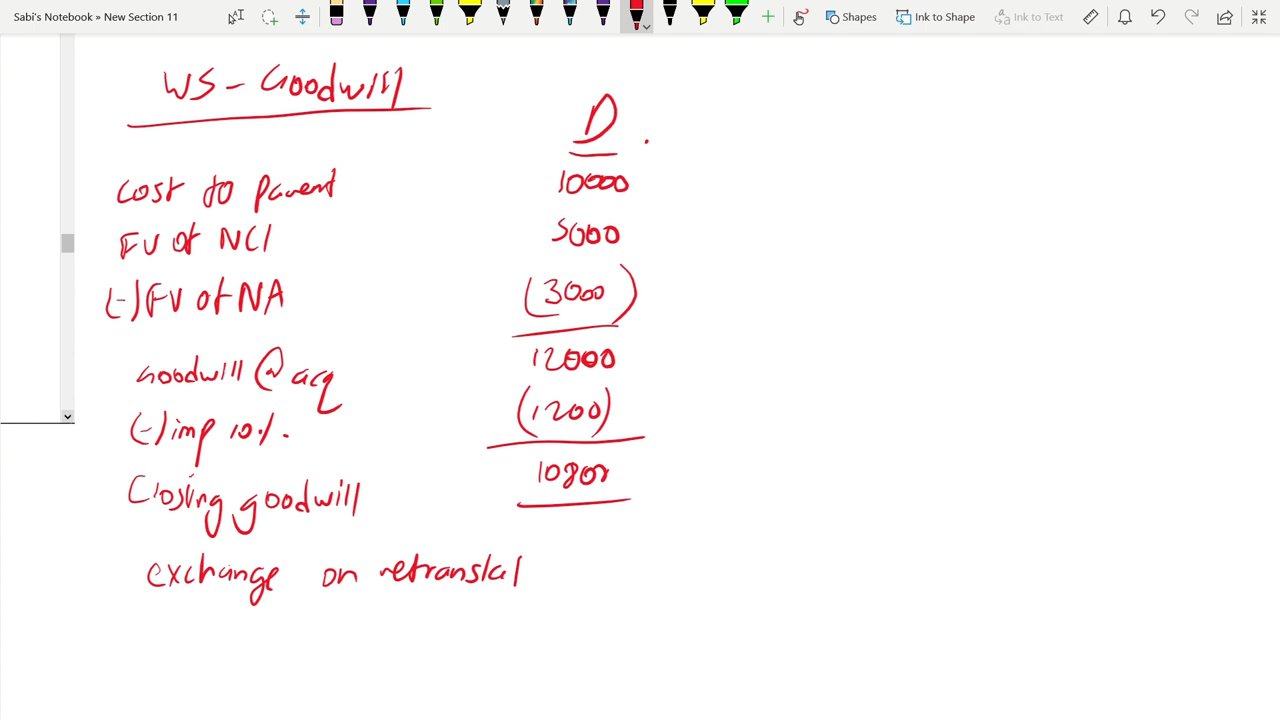 Sabi's Notebook » New Section 11
Shapes
Ink to Shape
Ink to Text
WS - Goodwill
D
cost to parent 10000
FV of NCI 5000
(-) FV of NA (3000)
Goodwill @ acq 12000
(-) imp 10%. (1200)
Closing goodwill 10800
exchange on retranslat